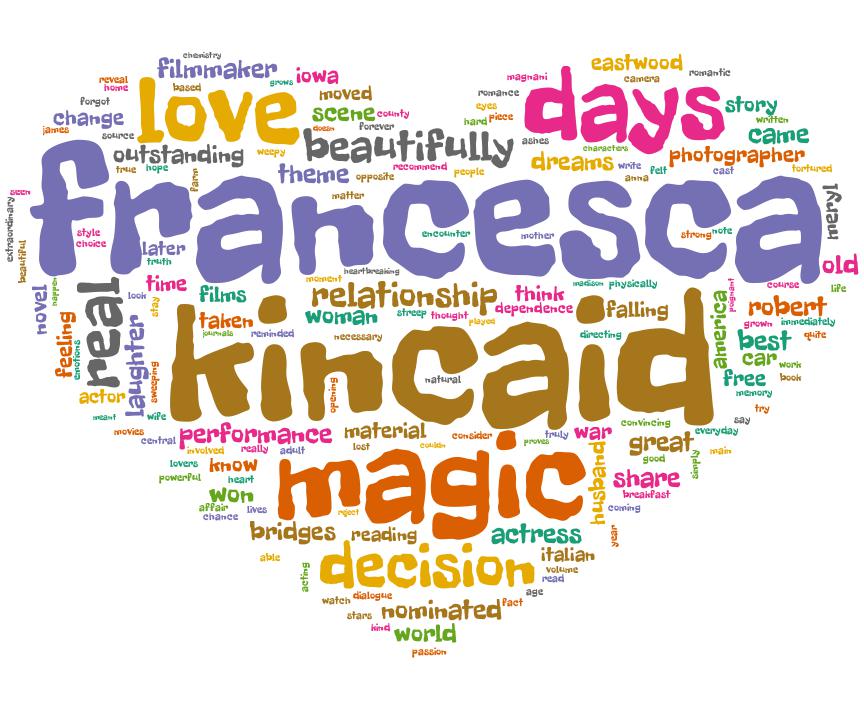 chemistry
filmmaker
eastwood
reveal
home
based
grows
iowa
magnani
camera
romantic
forgot
love
moved
romance
days
change
scene
county
eyes
story
james
source
doesn
forever
hard
piece
written
came
outstanding
weepy
beautifully
ashes
characters
photographer
true
hope
farm
theme
opposite
recommend
people
dreams
write
felt
cast
tortured
anna
matter
seen
extraordinary
beautiful
francesca
meryl
style
choice
later
truth
encounter
mother
strong
note
heartbreaking
old
novel
happen
real
time
look
stay
films
moment
relationship
think
madison
physically
poignant
course
life
feeling
emotions
laughter
taken
journals
woman
streep
thought
dependence
falling
america
robert
grown
immediately
quite
reminded
played
necessary
directing
best
car
work
sweeping
kincaid
free
book
actor
opening
natural
memory
meant
wife
say
try
movies
central
performance
material
consider
truly
war
convincing
great
everyday
involved
really
adult
lost
couldn
proves
good
simply
main
lovers
powerful
know
heart
magic
husband
share
breakfast
won
affair
chance
lives
reject
coming
bridges
reading
actress
year
able
acting
decision
italian
volume
read
watch
dialogue
age
stars
nominated
fact
kind
world
passion